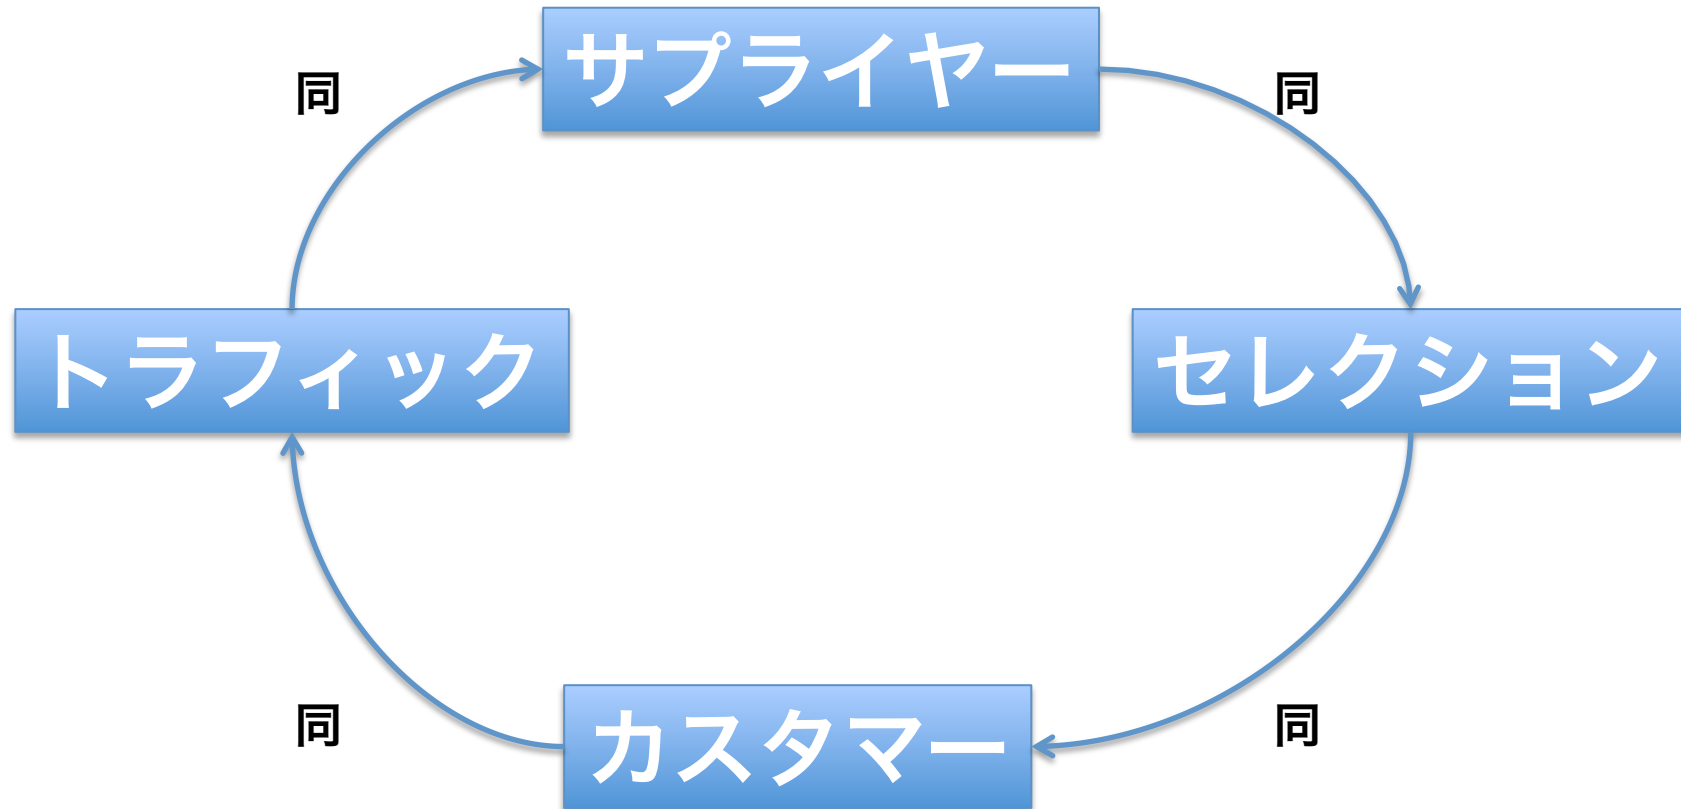 サプライヤー
同
同
トラフィック
セレクション
同
同
カスタマー